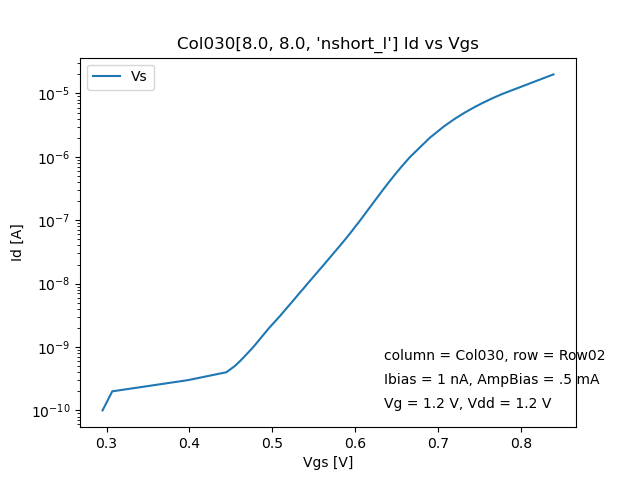 Col030[8.0, 8.0, 'nshort_l'] Id vs Vgs
Vs
10⁻⁵
10⁻⁶
10⁻⁷
10⁻⁸
10⁻⁹
10⁻¹⁰
Id [A]
column = Col030, row = Row02
Ibias = 1 nA, AmpBias = .5 mA
Vg = 1.2 V, Vdd = 1.2 V
0.3 0.4 0.5 0.6 0.7 0.8
Vgs [V]